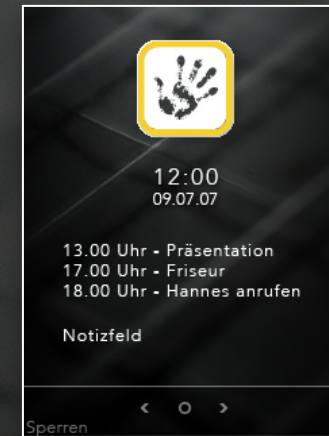 12:00
09.07.07
13.00 Uhr - Präsentation
17.00 Uhr - Friseur
18.00 Uhr - Hannes anrufen
Notizfeld
< O >
Sperren